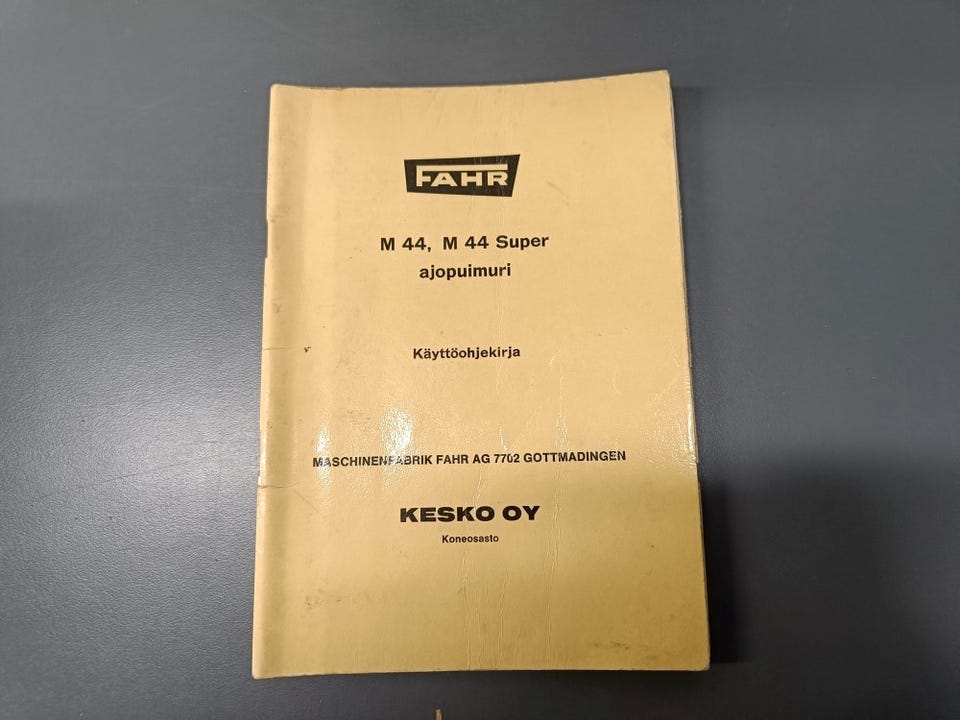 FAHR
M 44, M 44 Super
ajopuimuri
Käyttöohjekirja
MASCHINENFABRIK FAHR AG 7702 GOTTMADINGEN
KESKO OY
Koneosasto